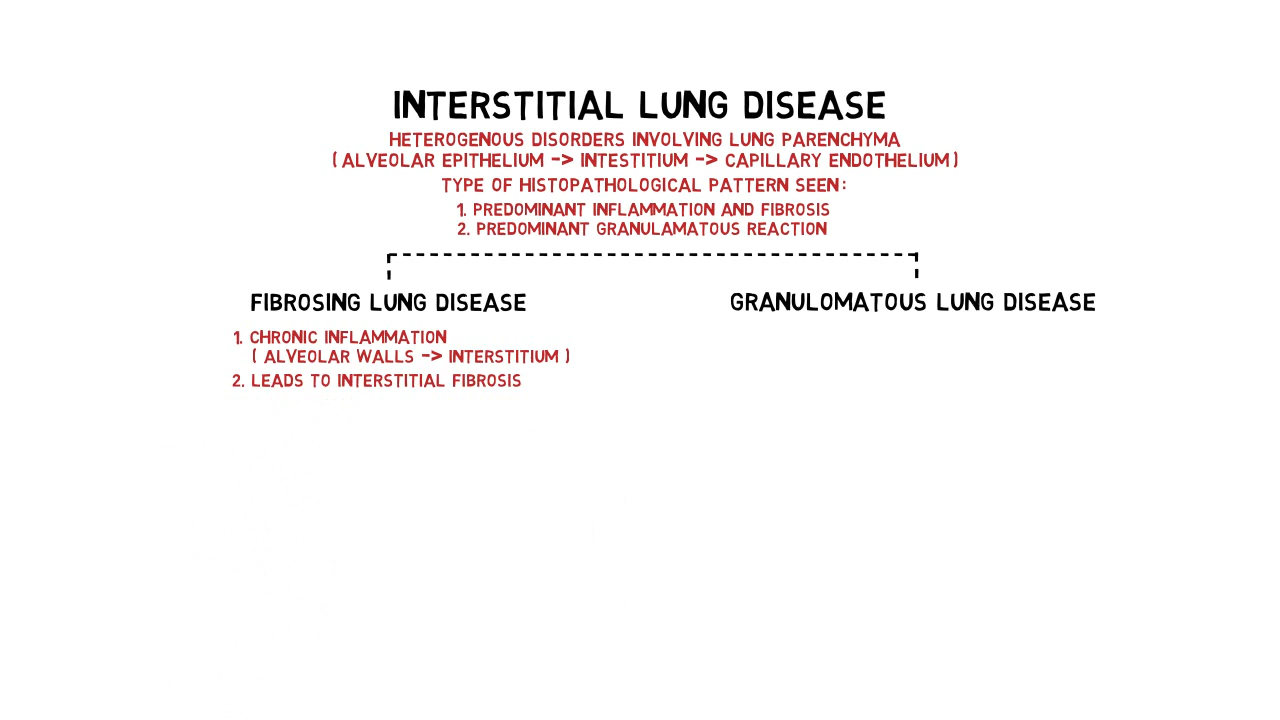 INTERSTITIAL LUNG DISEASE
HETEROGENOUS DISORDERS INVOLVING LUNG PARENCHYMA
( ALVEOLAR EPITHELIUM -> INTESTITIUM -> CAPILLARY ENDOTHELIUM )
TYPE OF HISTOPATHOLOGICAL PATTERN SEEN:
1. PREDOMINANT INFLAMMATION AND FIBROSIS
2. PREDOMINANT GRANULAMATOUS REACTION
FIBROSING LUNG DISEASE
1. CHRONIC INFLAMMATION
( ALVEOLAR WALLS -> INTERSTITIUM )
2. LEADS TO INTERSTITIAL FIBROSIS
GRANULOMATOUS LUNG DISEASE